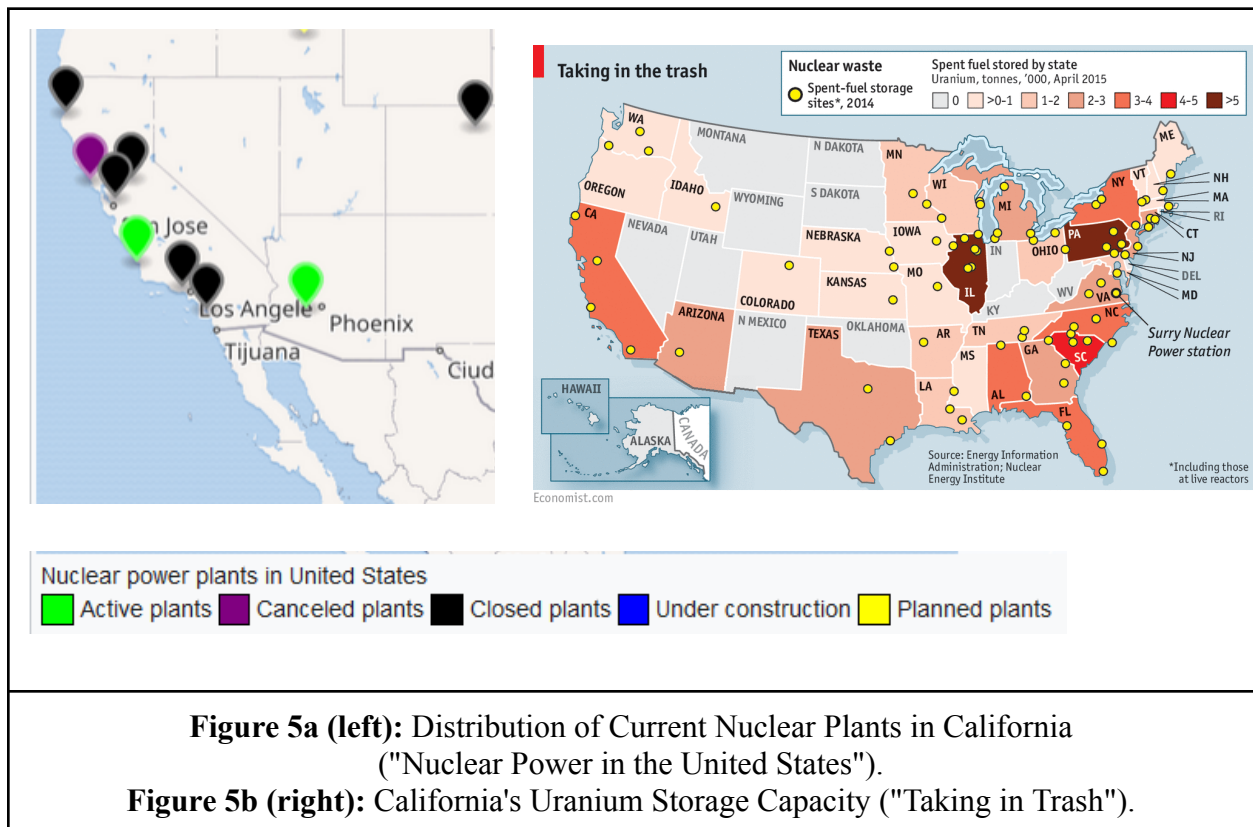 San Jose
Los Angele
Phoenix
Tijuana
Ciud
Taking in the trash
Nuclear waste
Spent-fuel storage
sites*, 2014
Spent fuel stored by state
Uranium, tonnes, '000, April 2015
0 >0-1 1-2 2-3 3-4 4-5 >5
WA
MONTANA
N DAKOTA
MN
ME
OREGON
IDAHO
WYOMING
S DAKOTA
WI
MI
NY
VT
NH
MA
RI
CT
CA
NEVADA
UTAH
COLORADO
NEBRASKA
IOWA
IL
IN
OHIO
PA
NJ
DEL
MD
KANSAS
MO
KY
WV
VA
ARIZONA
N MEXICO
OKLAHOMA
TEXAS
AR
TN
NC
SC
MS
LA
AL
GA
FL
Surry Nuclear
Power station
HAWAII
ALASKA
CANADA
Source: Energy Information
Administration; Nuclear
Energy Institute
*Including those
at live reactors
Economist.com
Nuclear power plants in United States
Active plants Canceled plants Closed plants Under construction Planned plants
Figure 5a (left): Distribution of Current Nuclear Plants in California
("Nuclear Power in the United States").
Figure 5b (right): California's Uranium Storage Capacity ("Taking in Trash").